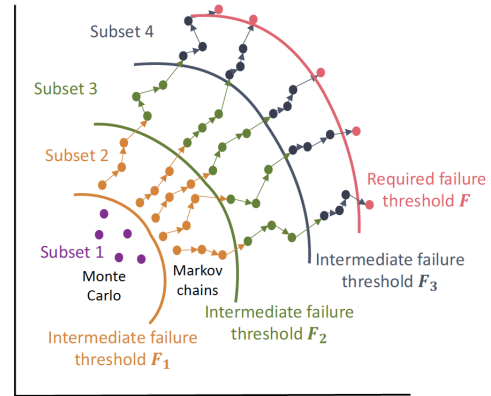 Subset 4
Subset 3
Subset 2
Subset 1
Monte
Carlo
Markov
chains
Required failure
threshold F
Intermediate failure
threshold F₃
Intermediate failure
threshold F₂
Intermediate failure
threshold F₁